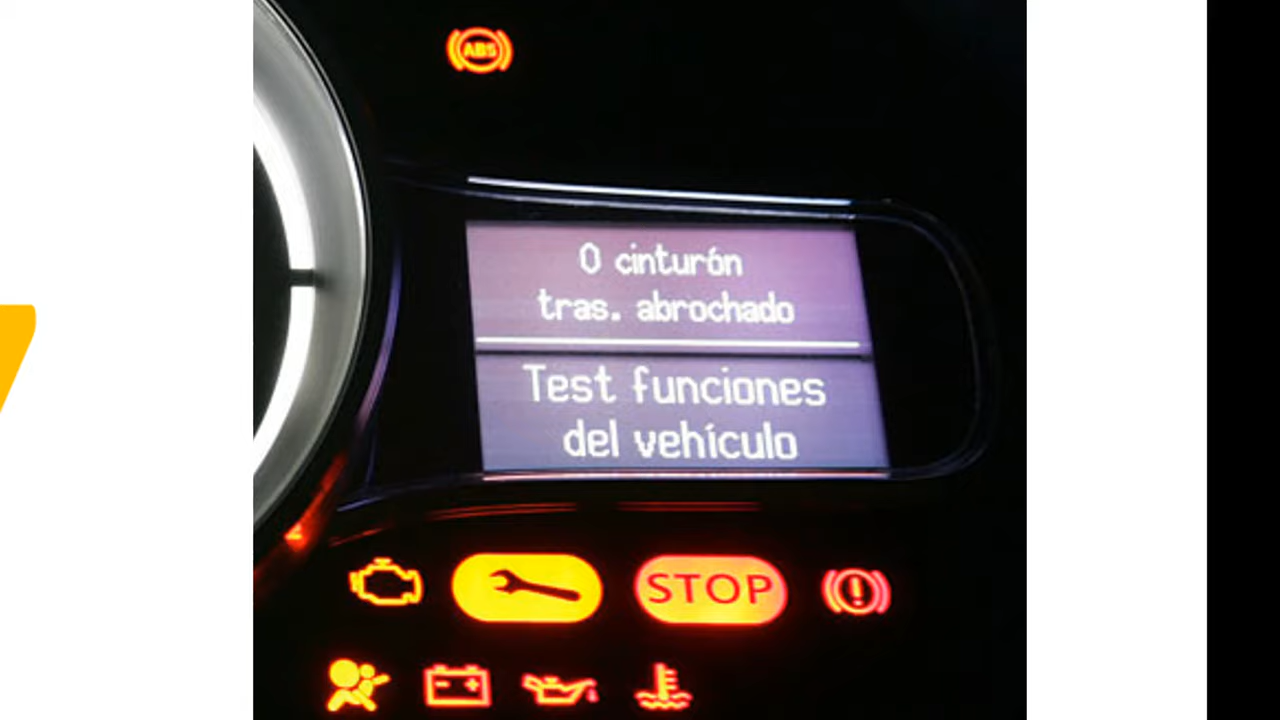 ABS
0 cinturón
tras. abrochado
Test funciones
del vehículo
STOP